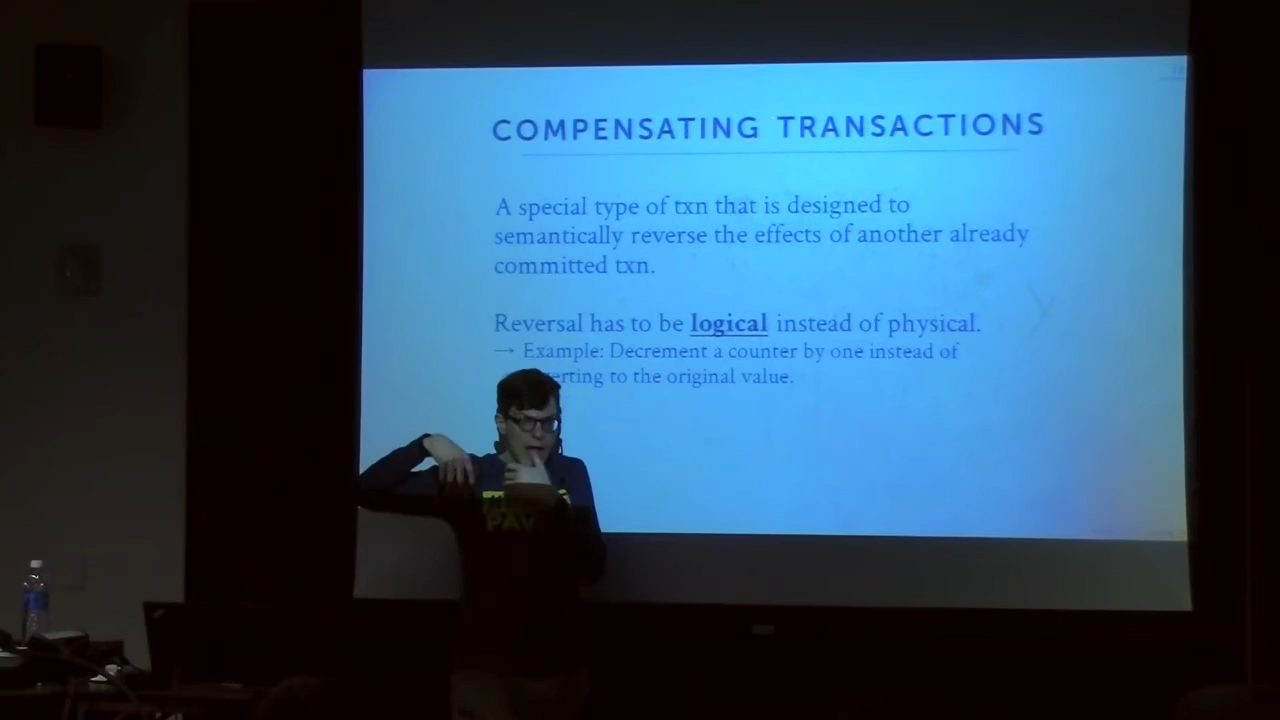 COMPENSATING TRANSACTIONS
A special type of txn that is designed to
semantically reverse the effects of another already
committed txn.
Reversal has to be logical instead of physical.
→ Example: Decrement a counter by one instead of
erting to the original value.
PAV